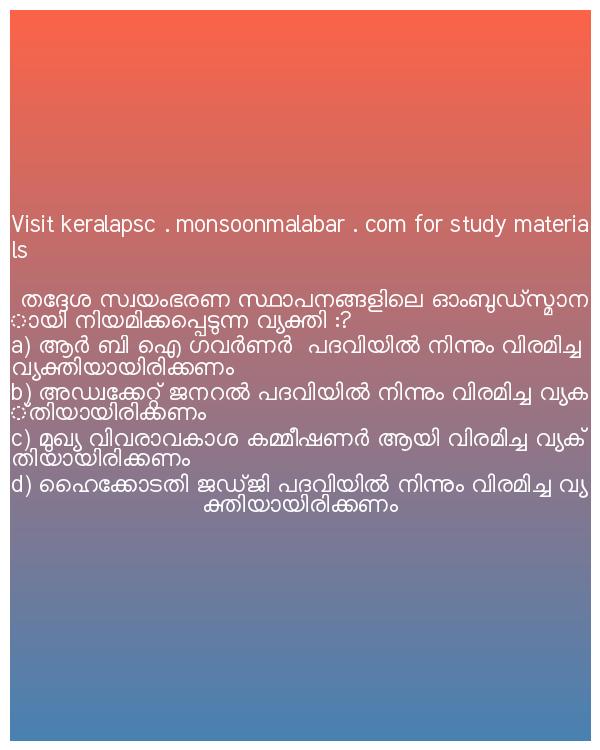 Visit keralapsc . monsoonmalabar . com for study materia
ls
തദ്ദേശ സ്വയംഭരണ സ്ഥാപനങ്ങളിലെ ഓംബുഡ്സ്മാന
ായി നിയമിക്കപ്പെടുന്ന വ്യക്തി :?
a) ആർ ബി ഐ ഗവർണർ പദവിയിൽ നിന്നും വിരമിച്ച
വ്യക്തിയായിരിക്കണം
b) അഡ്വക്കേറ്റ് ജനറൽ പദവിയിൽ നിന്നും വിരമിച്ച വ്യക
്തിയായിരിക്കണം
c) മുഖ്യ വിവരാവകാശ കമ്മീഷണർ ആയി വിരമിച്ച വ്യക്
തിയായിരിക്കണം
d) ഹൈക്കോടതി ജഡ്ജി പദവിയിൽ നിന്നും വിരമിച്ച വ്യ
ക്തിയായിരിക്കണം